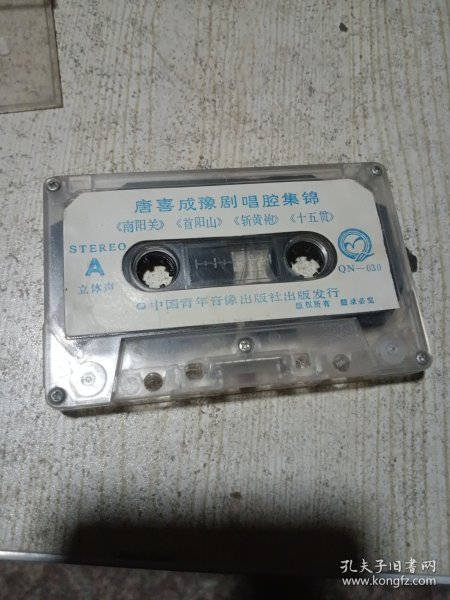 唐喜成豫剧唱腔集锦
《南阳关》《首阳山》《斩黄袍》《十五贯》
STEREO
A
立体声
QN—030
中国青年音像出版社出版发行
版权所有 翻录必究
孔夫子旧书网
www.kongfz.com